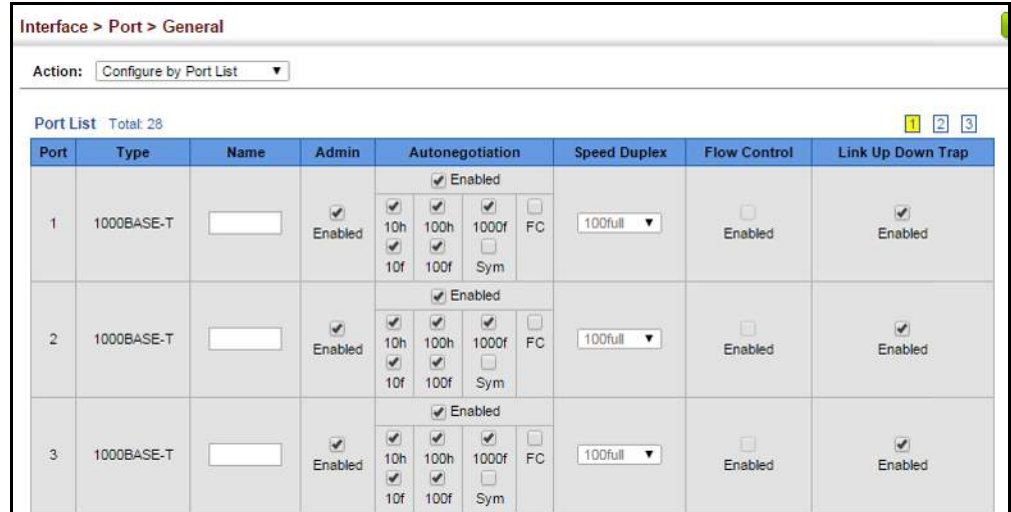 Interface > Port > General
Action: Configure by Port List
Port List Total: 28 1 2 3
Port Type Name Admin Autonegotiation Speed Duplex Flow Control Link Up Down Trap
Enabled
1 1000BASE-T Enabled 10h 100h 1000f FC 100full Enabled Enabled
10f 100f Sym
Enabled
2 1000BASE-T Enabled 10h 100h 1000f FC 100full Enabled Enabled
10f 100f Sym
Enabled
3 1000BASE-T Enabled 10h 100h 1000f FC 100full Enabled Enabled
10f 100f Sym